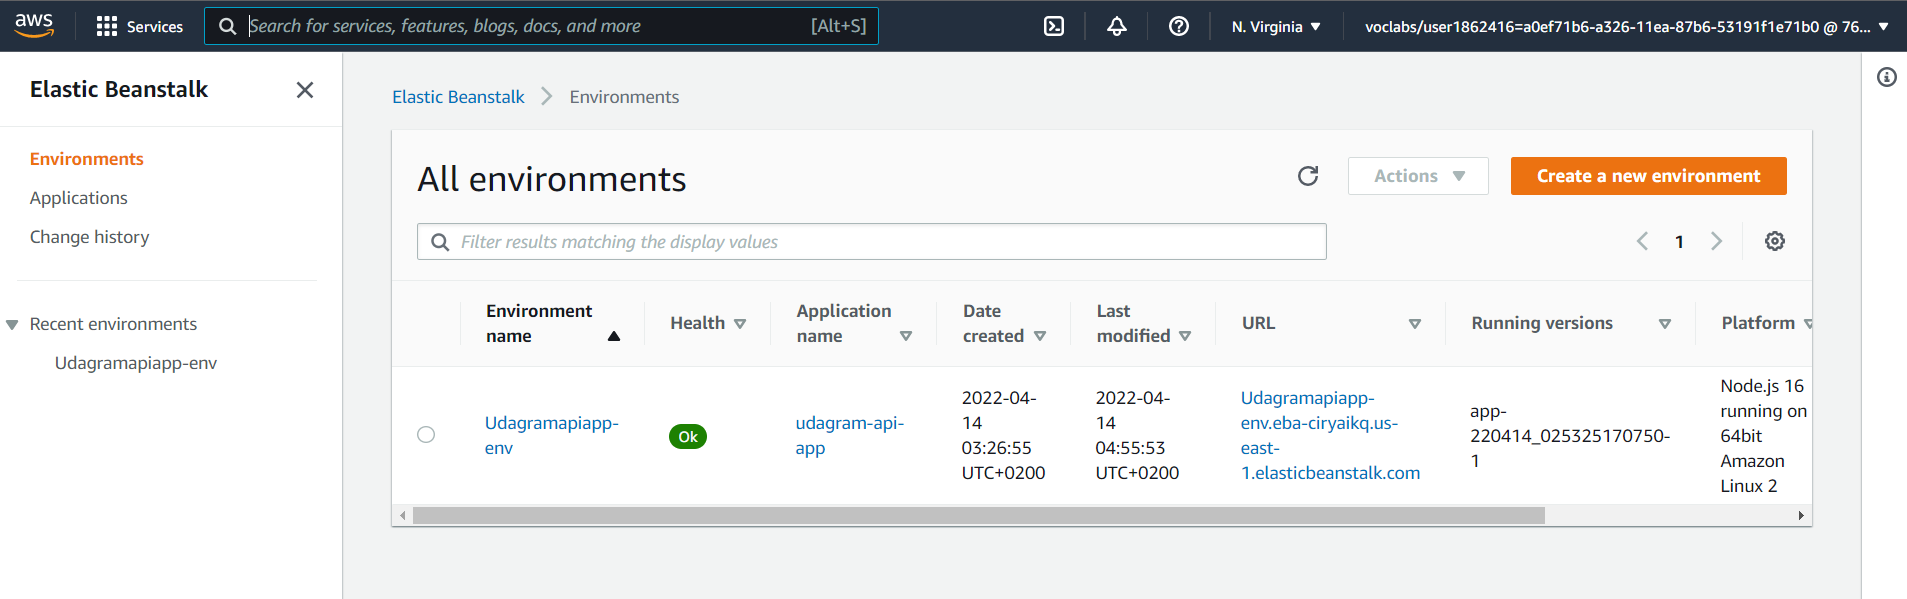 aws
Services
Search for services, features, blogs, docs, and more
[Alt+S]
N. Virginia
voclabs/user1862416=a0ef71b6-a326-11ea-87b6-53191f1e71b0 @ 76...
Elastic Beanstalk
Environments
Applications
Change history
Recent environments
Udagramapiapp-env
Elastic Beanstalk
Environments
All environments
Actions
Create a new environment
Filter results matching the display values
1
Environment
name
Health
Application
name
Date
created
Last
modified
URL
Running versions
Platform
Udagramapiapp-
env
Ok
udagram-api-
app
2022-04-
14
03:26:55
UTC+0200
2022-04-
14
04:55:53
UTC+0200
Udagramapiapp-
env.eba-ciryaikq.us-
east-
1.elasticbeanstalk.com
app-
220414_025325170750-
1
Node.js 16
running on
64bit
Amazon
Linux 2